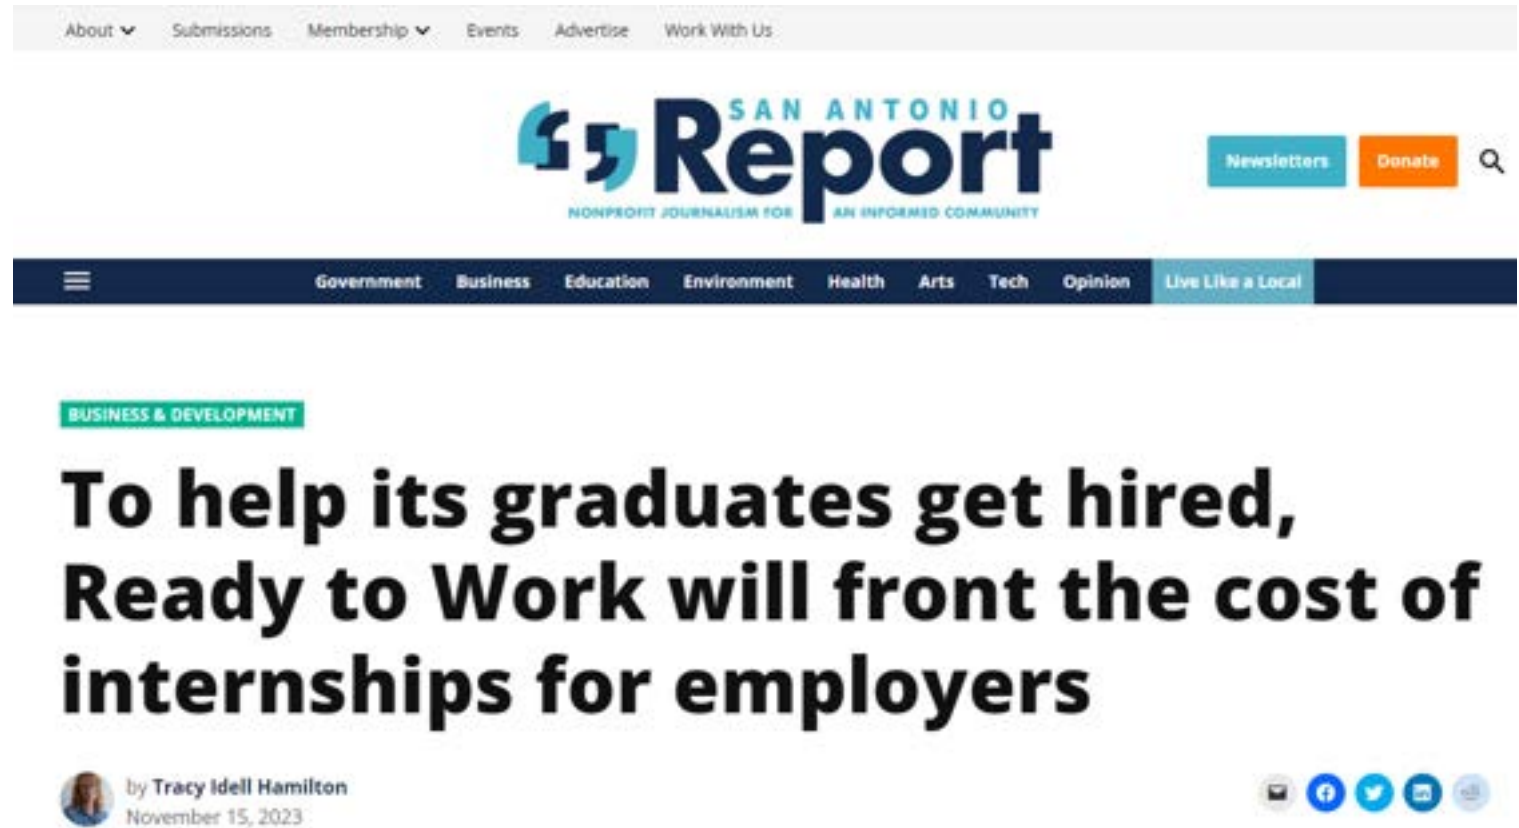 About Submissions Membership Events Advertise Work With Us
SAN ANTONIO
Report
NONPROFIT JOURNALISM FOR AN INFORMED COMMUNITY
Newsletters Donate
Government Business Education Environment Health Arts Tech Opinion Live Like a Local
BUSINESS & DEVELOPMENT
To help its graduates get hired,
Ready to Work will front the cost of
internships for employers
by Tracy Idell Hamilton
November 15, 2023